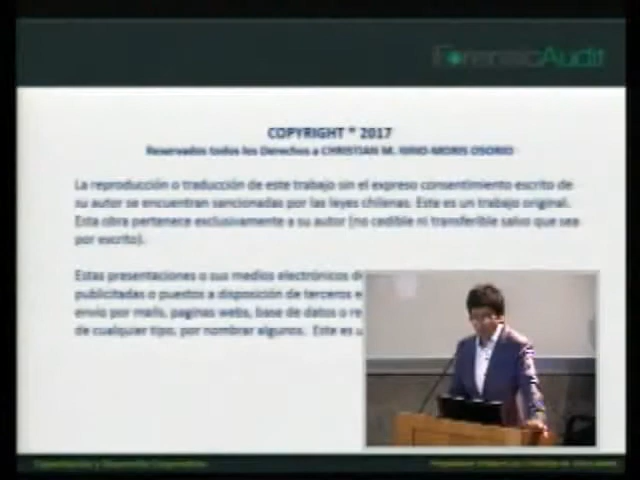 ForensicAudit
COPYRIGHT ® 2017
Reservados todos los Derechos a CHRISTIAN M. NINO-MORIS OSORIO
La reproducción o traducción de este trabajo sin el expreso consentimiento escrito de
su autor se encuentran sancionadas por las leyes chilenas. Este es un trabajo original.
Esta obra pertenece exclusivamente a su autor (no cedible ni transferible salvo que sea
por escrito).
Estas presentaciones o sus medios electrónicos
publicitadas o puestos a disposición de terceros
envío por mails, paginas webs, base de datos o
de cualquier tipo, por nombrar algunos. Este es